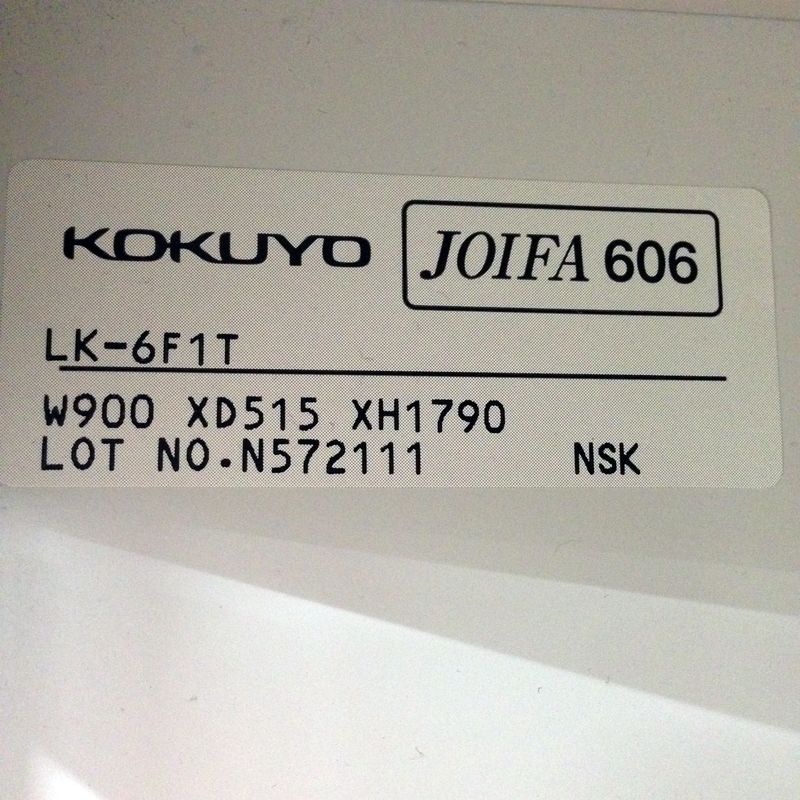 KOKUYO JOIFA 606
LK-6F1T
W900 XD515 XH1790
LOT NO.N572111 NSK